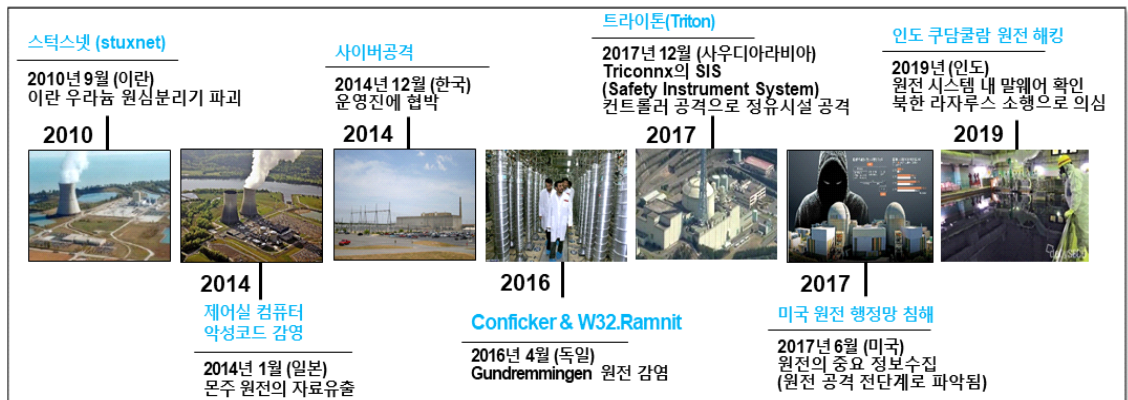 스턱스넷 (stuxnet)
2010년 9월 (이란)
이란 우라늄 원심분리기 파괴
2010
제어실 컴퓨터
악성코드 감영
2014년 1월 (일본)
몬주 원전의 자료유출
2014
사이버공격
2014년 12월 (한국)
운영진에 협박
2014
2016
Conficker & W32.Ramnit
2016년 4월 (독일)
Gundremmingen 원전 감염
트라이톤(Triton)
2017년 12월 (사우디아라비아)
Triconnx의 SIS
(Safety Instrument System)
컨트롤러 공격으로 정유시설 공격
2017
2017
미국 원전 행정망 침해
2017년 6월 (미국)
원전의 중요 정보수집
(원전 공격 전단계로 파악됨)
인도 쿠담쿨람 원전 해킹
2019년 (인도)
원전 시스템 내 말웨어 확인
북한 라자루스 소행으로 의심
2019